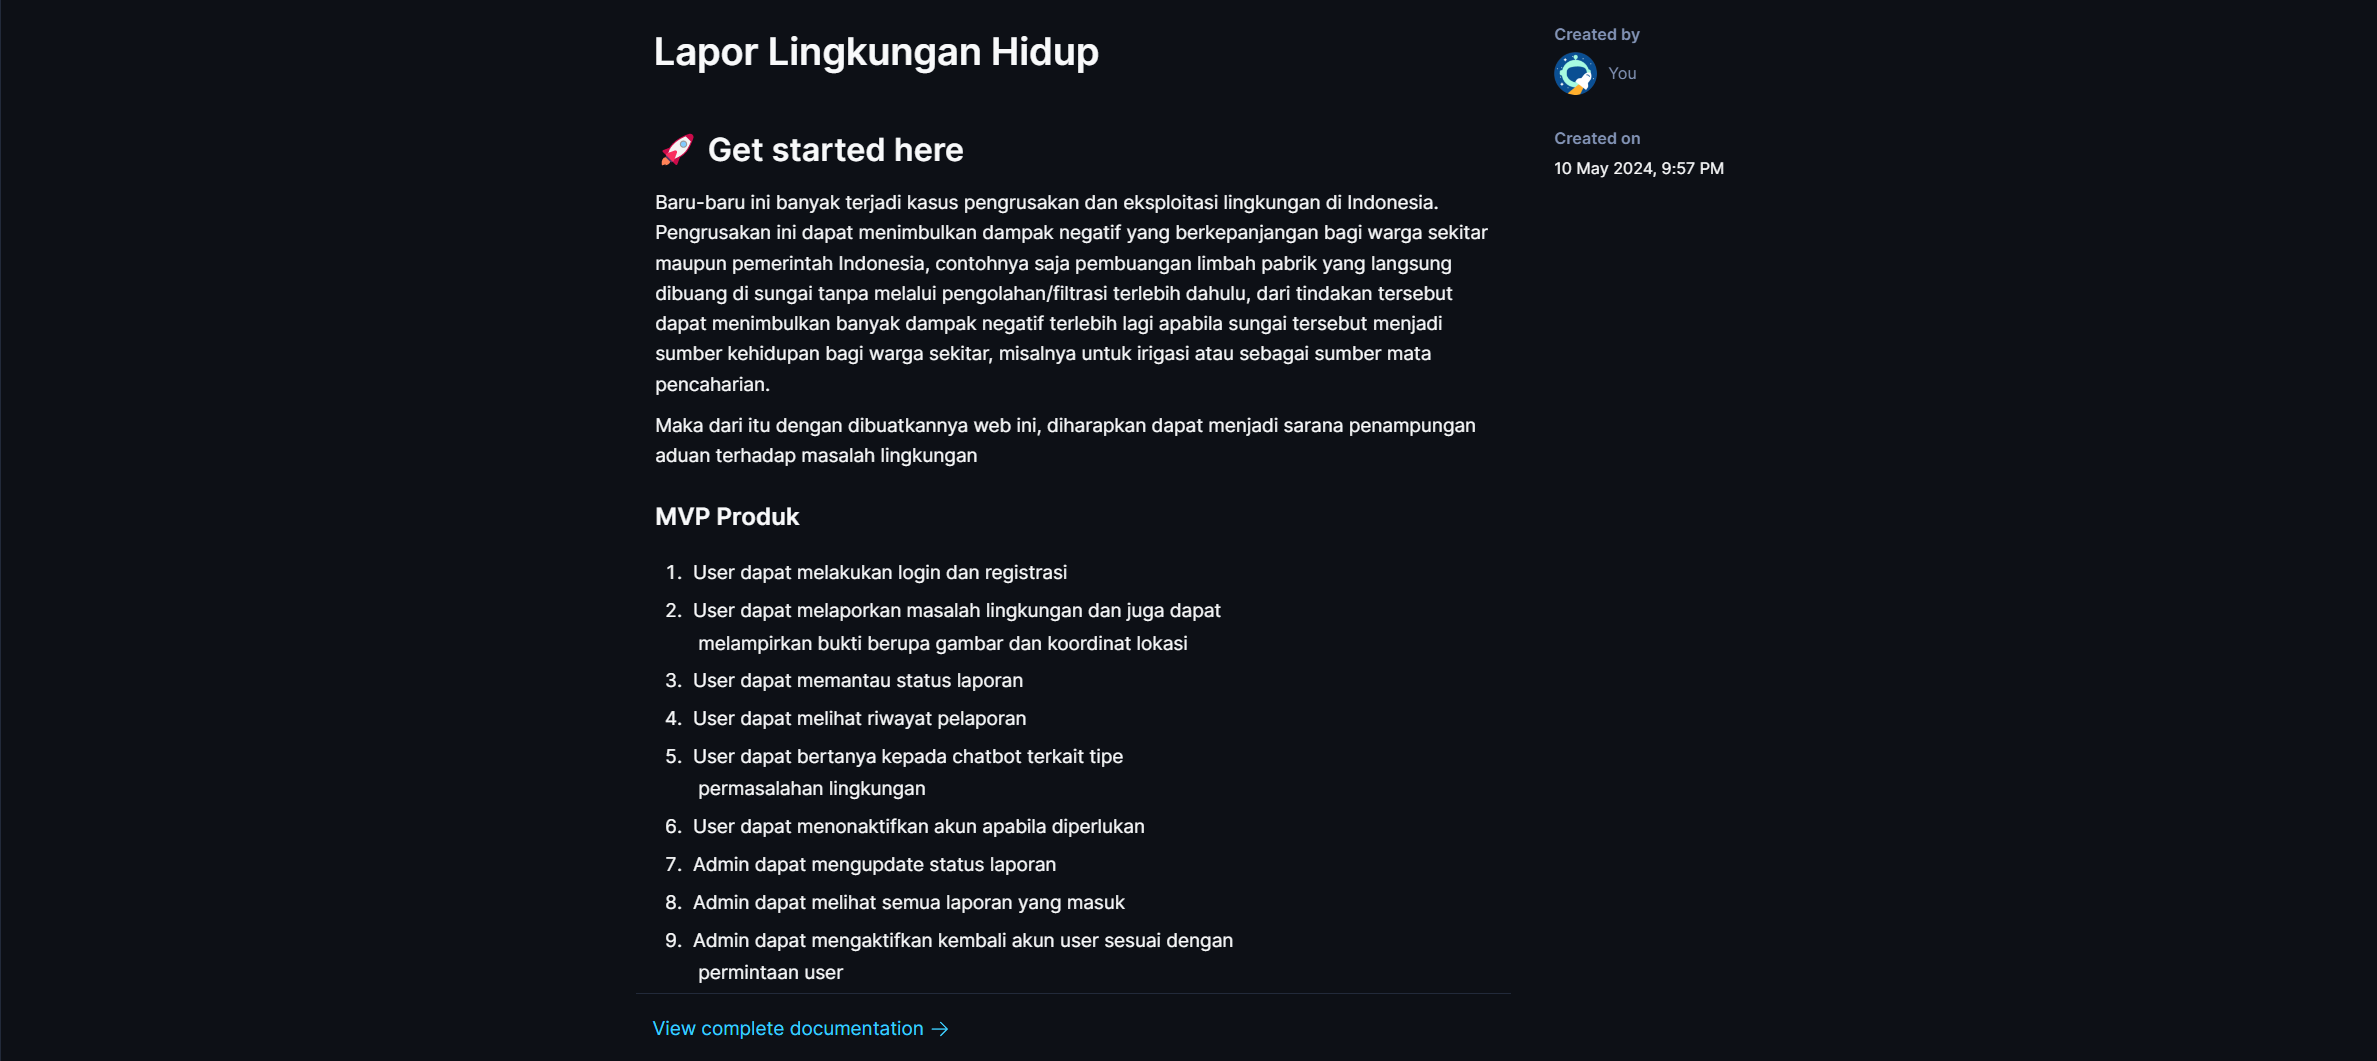 Lapor Lingkungan Hidup
🚀 Get started here
Baru-baru ini banyak terjadi kasus pengrusakan dan eksploitasi lingkungan di Indonesia.
Pengrusakan ini dapat menimbulkan dampak negatif yang berkepanjangan bagi warga sekitar
maupun pemerintah Indonesia, contohnya saja pembuangan limbah pabrik yang langsung
dibuang di sungai tanpa melalui pengolahan/filtrasi terlebih dahulu, dari tindakan tersebut
dapat menimbulkan banyak dampak negatif terlebih lagi apabila sungai tersebut menjadi
sumber kehidupan bagi warga sekitar, misalnya untuk irigasi atau sebagai sumber mata
pencaharian.
Maka dari itu dengan dibuatkannya web ini, diharapkan dapat menjadi sarana penampungan
aduan terhadap masalah lingkungan
MVP Produk
1. User dapat melakukan login dan registrasi
2. User dapat melaporkan masalah lingkungan dan juga dapat
melampirkan bukti berupa gambar dan koordinat lokasi
3. User dapat memantau status laporan
4. User dapat melihat riwayat pelaporan
5. User dapat bertanya kepada chatbot terkait tipe
permasalahan lingkungan
6. User dapat menonaktifkan akun apabila diperlukan
7. Admin dapat mengupdate status laporan
8. Admin dapat melihat semua laporan yang masuk
9. Admin dapat mengaktifkan kembali akun user sesuai dengan
permintaan user
View complete documentation →
Created by
You
Created on
10 May 2024, 9:57 PM